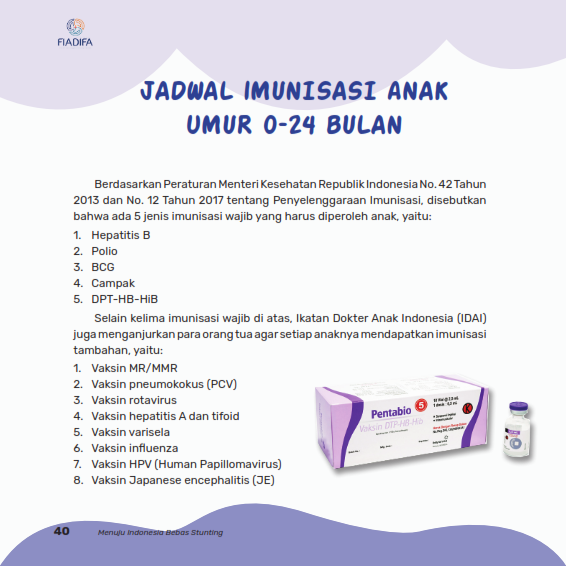 FIADIFA
JADWAL IMUNISASI ANAK
UMUR 0-24 BULAN
Berdasarkan Peraturan Menteri Kesehatan Republik Indonesia No. 42 Tahun
2013 dan No. 12 Tahun 2017 tentang Penyelenggaraan Imunisasi, disebutkan
bahwa ada 5 jenis imunisasi wajib yang harus diperoleh anak, yaitu:
1. Hepatitis B
2. Polio
3. BCG
4. Campak
5. DPT-HB-HiB
Selain kelima imunisasi wajib di atas, Ikatan Dokter Anak Indonesia (IDAI)
juga menganjurkan para orang tua agar setiap anaknya mendapatkan imunisasi
tambahan, yaitu:
1. Vaksin MR/MMR
2. Vaksin pneumokokus (PCV)
3. Vaksin rotavirus
4. Vaksin hepatitis A dan tifoid
5. Vaksin varisela
6. Vaksin influenza
7. Vaksin HPV (Human Papillomavirus)
8. Vaksin Japanese encephalitis (JE)
Pentabio 5
Vaksin DTP-HB-Hib
K
40 Menuju Indonesia Bebas Stunting